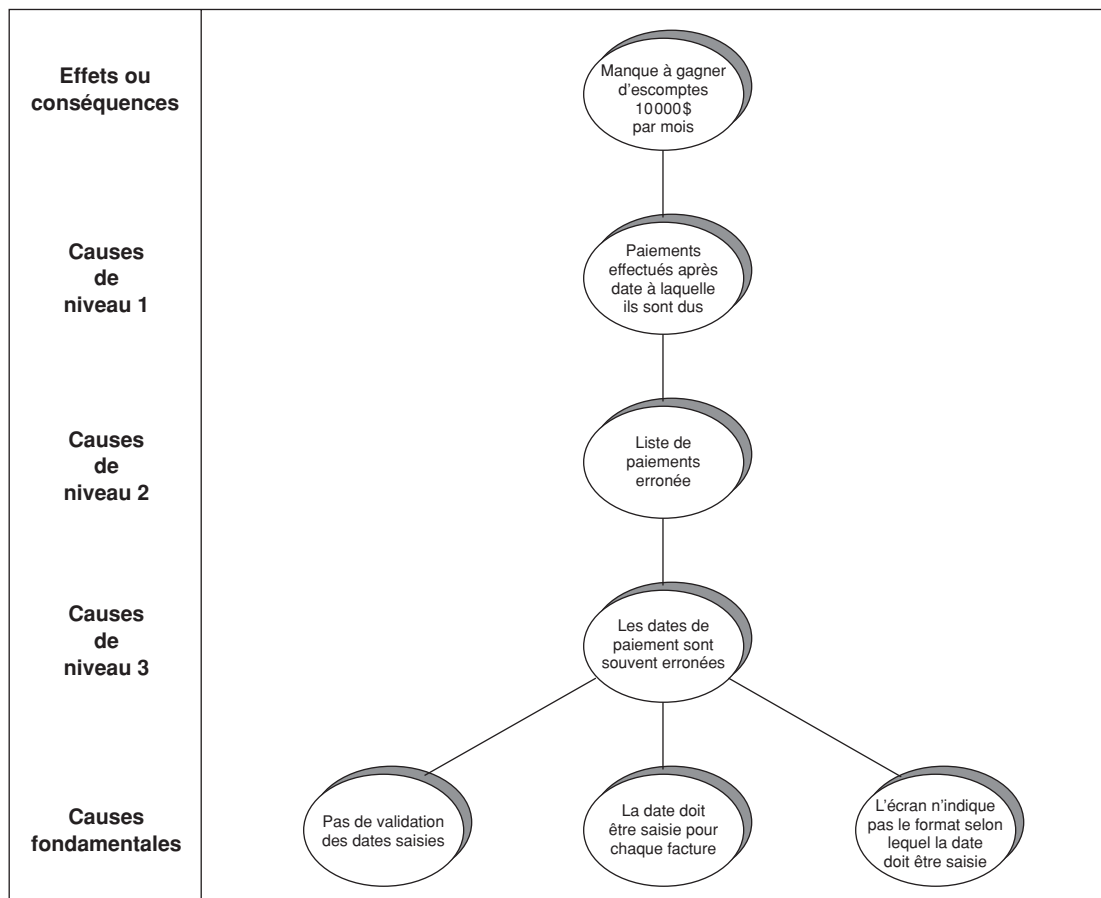 Effets ou
conséquences
Manque à gagner
d'escomptes
10 000 $
par mois
Causes
de
niveau 1
Paiements
effectués après
date à laquelle
ils sont dus
Causes
de
niveau 2
Liste de
paiements
erronée
Causes
de
niveau 3
Les dates de
paiement sont
souvent erronées
Causes
fondamentales
Pas de validation
des dates saisies
La date doit
être saisie pour
chaque facture
L'écran n'indique
pas le format selon
lequel la date
doit être saisie